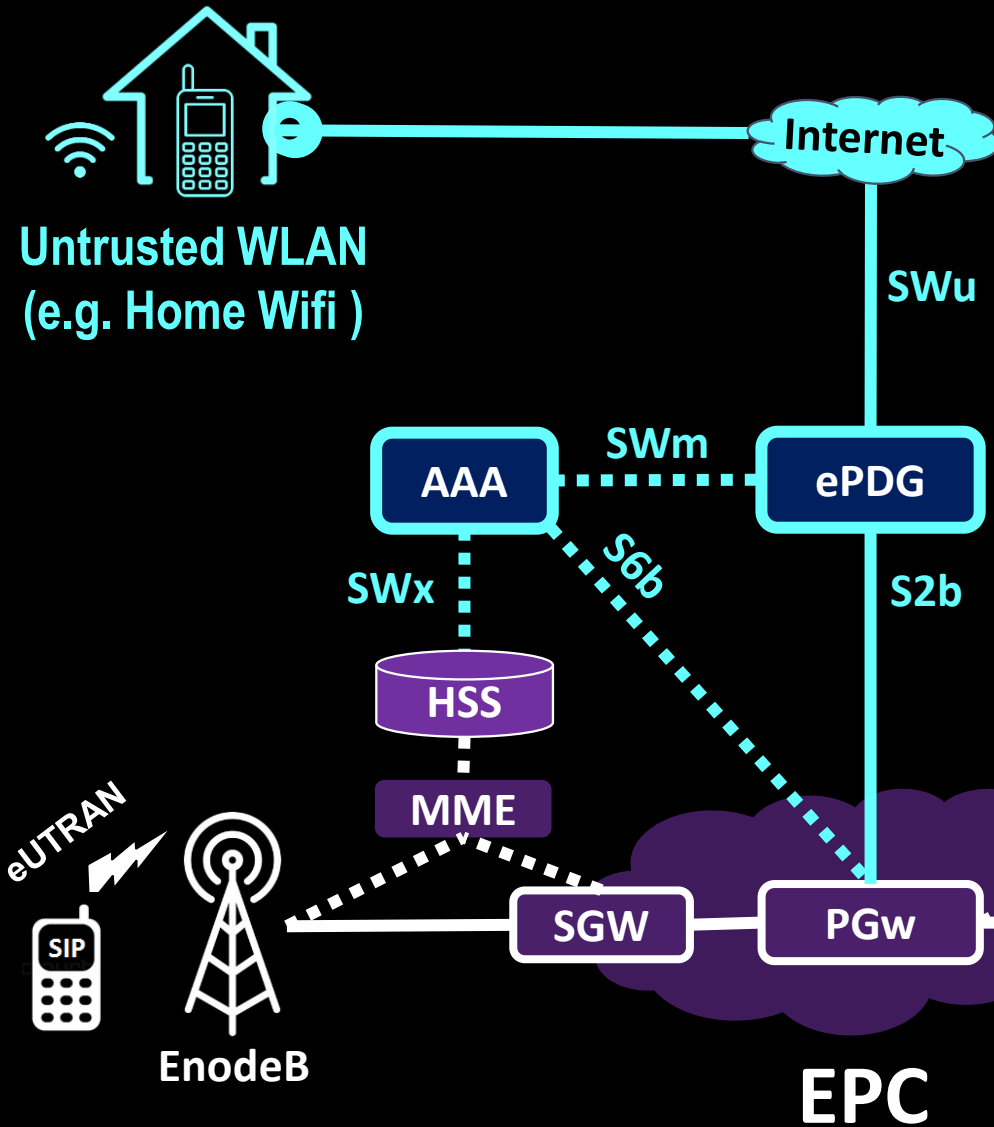 Internet
Untrusted WLAN
(e.g. Home Wifi )
SWu
SWm
AAA
ePDG
S6b
SWx
S2b
HSS
MME
eUTRAN
SGW
PGw
SIP
EnodeB
EPC